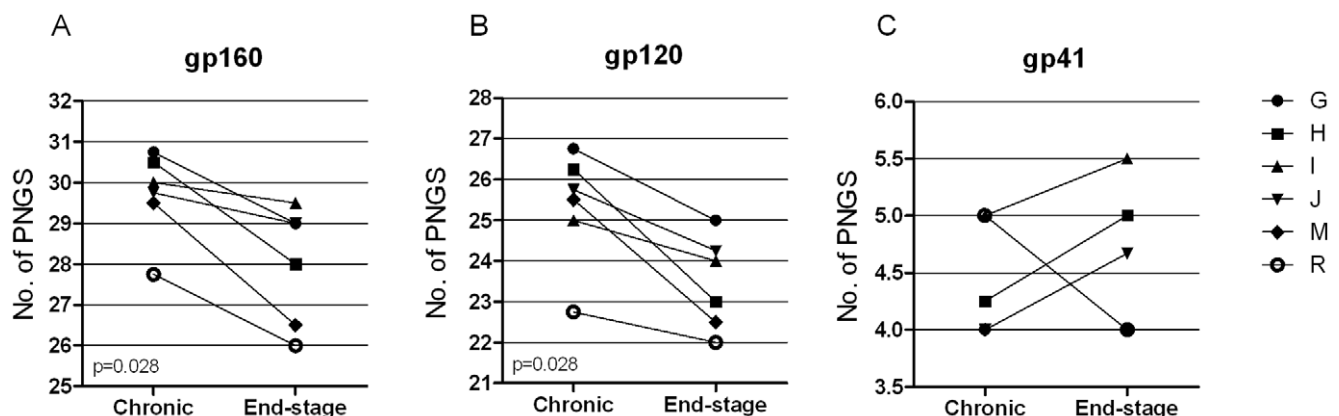 A
gp160
No. of PNGS
32
31
30
29
28
27
26
25
p=0.028
Chronic End-stage
B
gp120
No. of PNGS
28
27
26
25
24
23
22
21
p=0.028
Chronic End-stage
C
gp41
No. of PNGS
6.0
5.5
5.0
4.5
4.0
3.5
Chronic End-stage
G
H
I
J
M
R